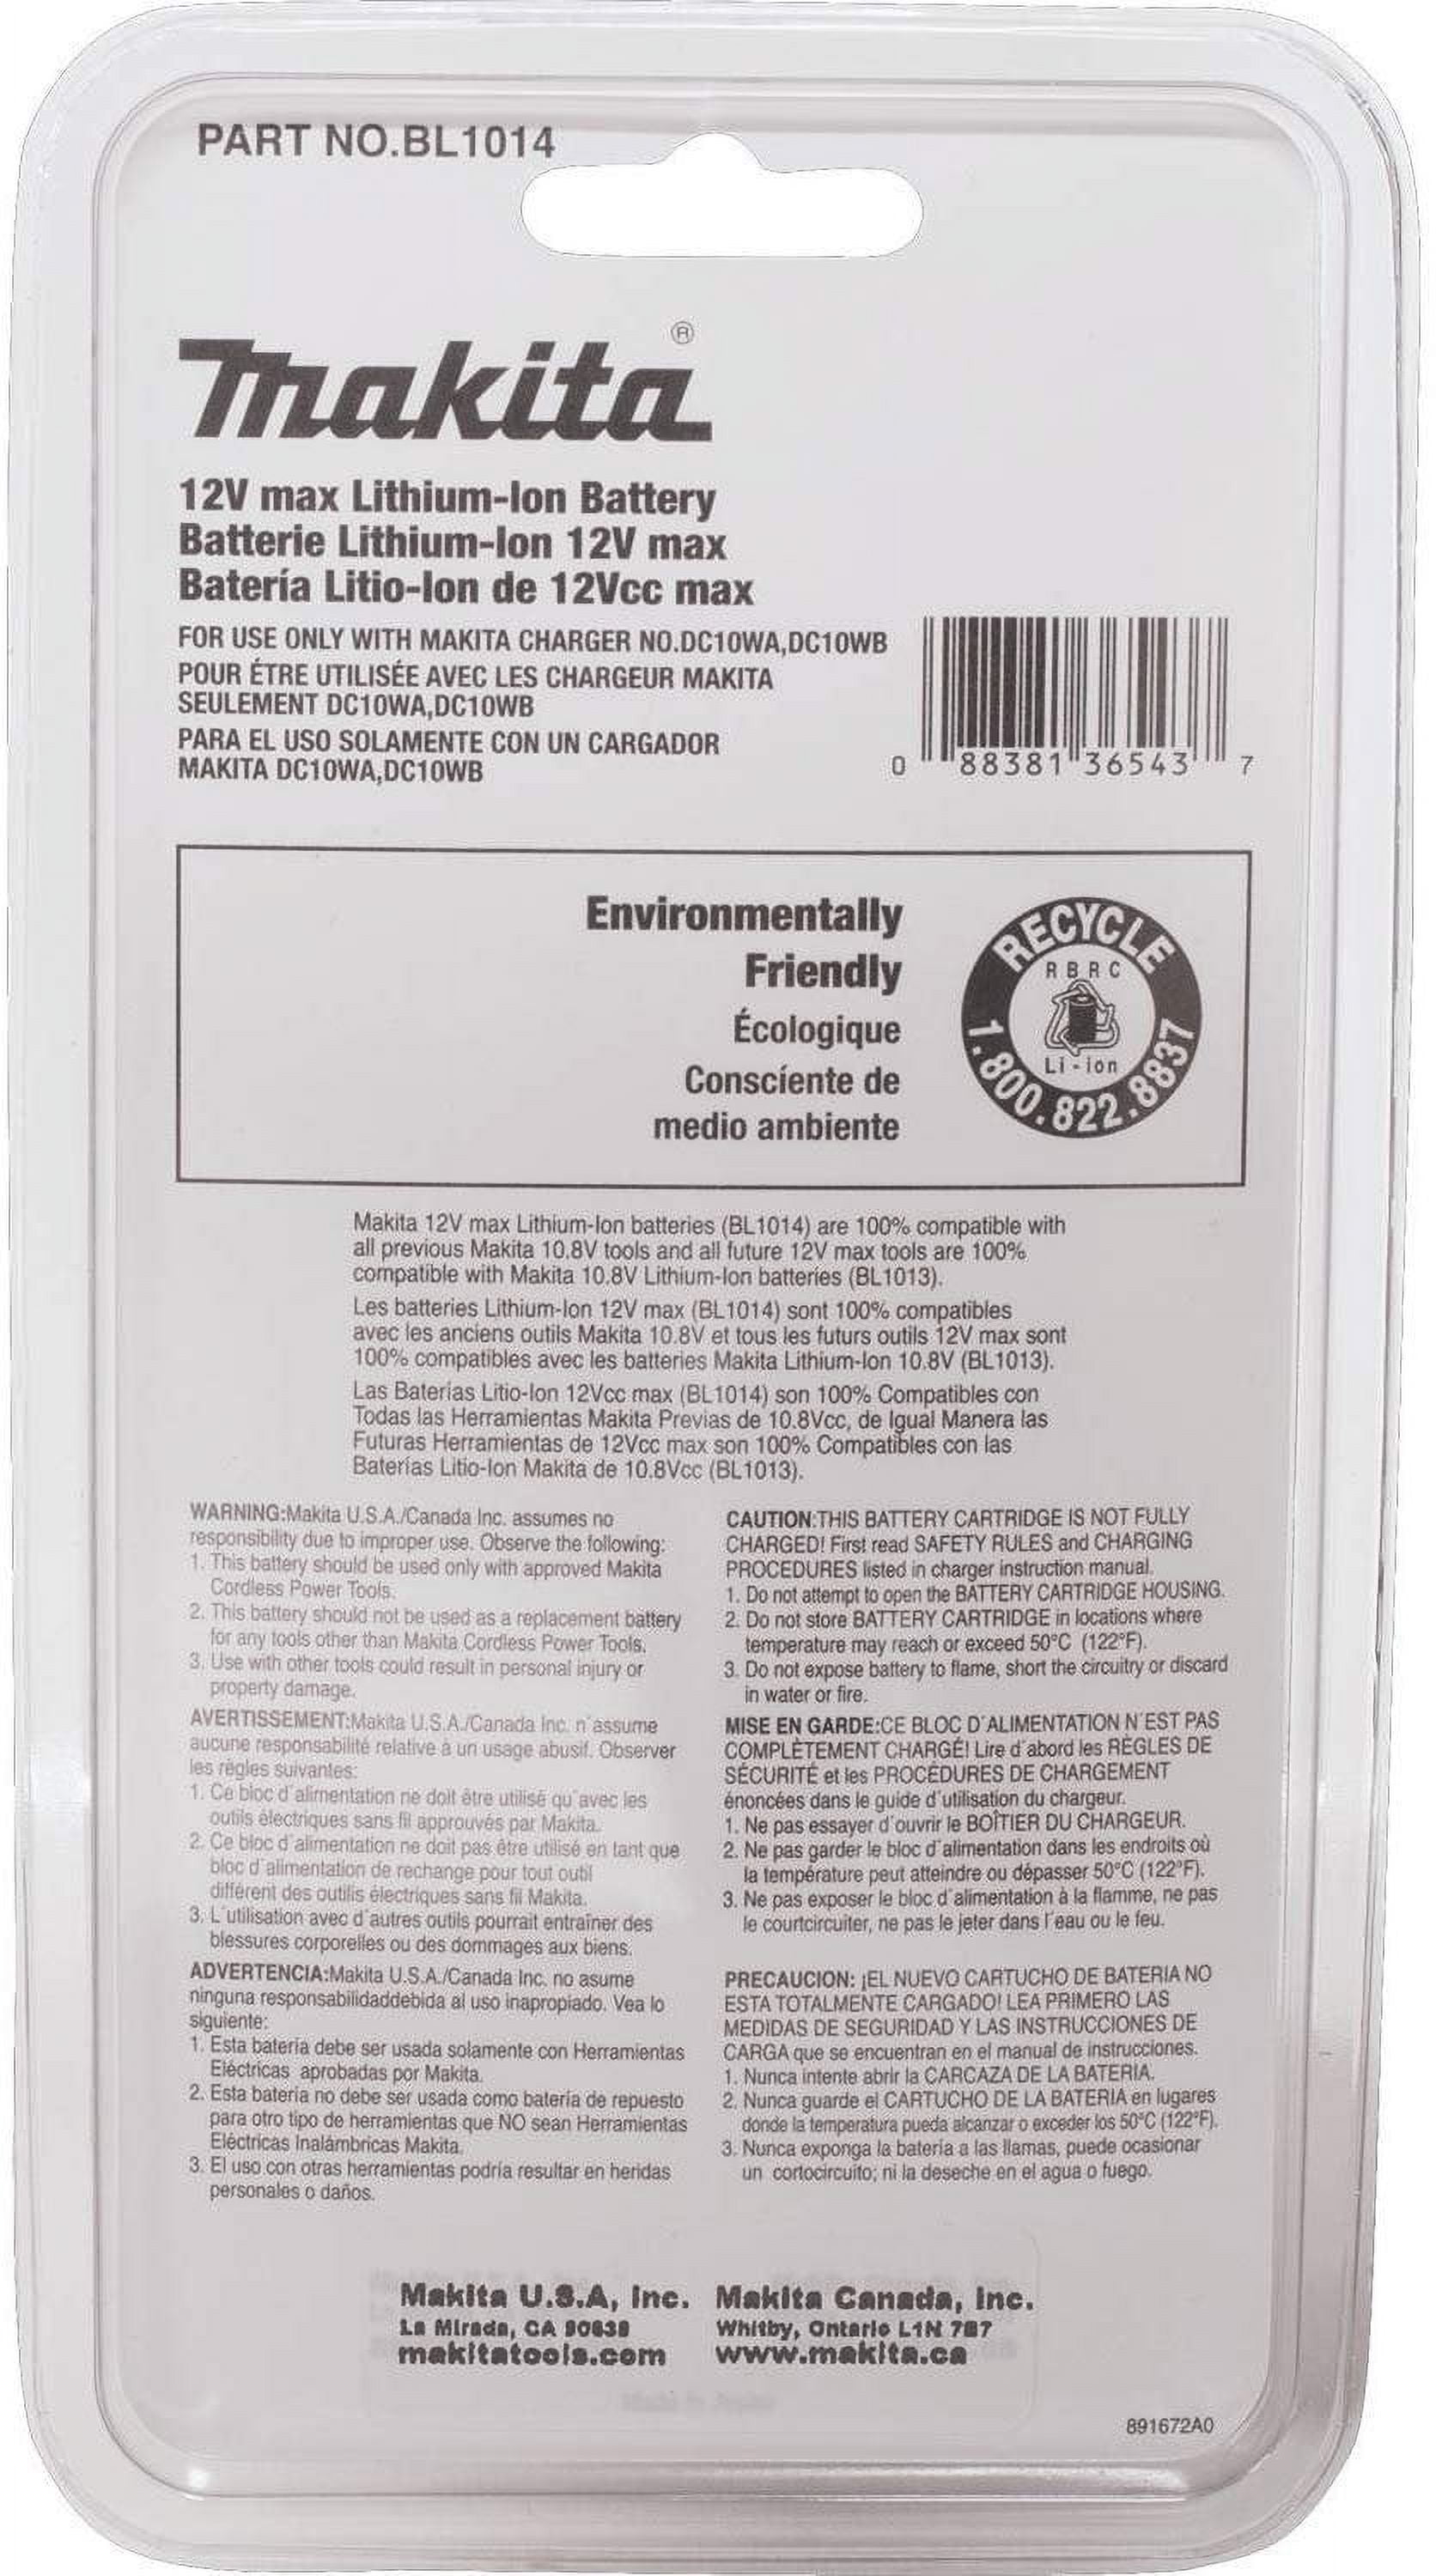 PART NO.BL1014
makita®
12V max Lithium-Ion Battery
Batterie Lithium-Ion 12V max
Batería Litio-Ion de 12Vcc max
FOR USE ONLY WITH MAKITA CHARGER NO.DC10WA,DC10WB
POUR ÉTRE UTILISÉE AVEC LES CHARGEUR MAKITA
SEULEMENT DC10WA,DC10WB
PARA EL USO SOLAMENTE CON UN CARGADOR
MAKITA DC10WA,DC10WB
0 88381 36543 7
Environmentally
Friendly
Écologique
Consciente de
medio ambiente
RECYCLE
RBRC
Li-ion
1.800.822.8837
Makita 12V max Lithium-Ion batteries (BL1014) are 100% compatible with
all previous Makita 10.8V tools and all future 12V max tools are 100%
compatible with Makita 10.8V Lithium-Ion batteries (BL1013).
Les batteries Lithium-Ion 12V max (BL1014) sont 100% compatibles
avec les anciens outils Makita 10.8V et tous les futurs outils 12V max sont
100% compatibles avec les batteries Makita Lithium-Ion 10.8V (BL1013).
Las Baterías Litio-Ion 12Vcc max (BL1014) son 100% Compatibles con
Todas las Herramientas Makita Previas de 10.8Vcc, de Igual Manera las
Futuras Herramientas de 12Vcc max son 100% Compatibles con las
Baterías Litio-Ion Makita de 10.8Vcc (BL1013).
WARNING:Makita U.S.A./Canada Inc. assumes no
responsibility due to improper use. Observe the following:
1. This battery should be used only with approved Makita
Cordless Power Tools.
2. This battery should not be used as a replacement battery
for any tools other than Makita Cordless Power Tools.
3. Use with other tools could result in personal injury or
property damage.
AVERTISSEMENT:Makita U.S.A./Canada Inc. n'assume
aucune responsabilité relative à un usage abusif. Observer
les règles suivantes:
1. Ce bloc d'alimentation ne doit être utilisé qu'avec les
outils électriques sans fil approuvés par Makita.
2. Ce bloc d'alimentation ne doit pas être utilisé en tant que
bloc d'alimentation de rechange pour tout outil
différent des outilis électriques sans fil Makita.
3. L'utilisation avec d'autres outils pourrait entraîner des
blessures corporelles ou des dommages aux biens.
ADVERTENCIA:Makita U.S.A./Canada Inc. no asume
ninguna responsabilidaddebida al uso inapropiado. Vea lo
siguiente:
1. Esta batería debe ser usada solamente con Herramientas
Eléctricas aprobadas por Makita.
2. Esta batería no debe ser usada como batería de repuesto
para otro tipo de herramientas que NO sean Herramientas
Eléctricas Inalámbricas Makita.
3. El uso con otras herramientas podría resultar en heridas
personales o daños.
CAUTION:THIS BATTERY CARTRIDGE IS NOT FULLY
CHARGED! First read SAFETY RULES and CHARGING
PROCEDURES listed in charger instruction manual.
1. Do not attempt to open the BATTERY CARTRIDGE HOUSING.
2. Do not store BATTERY CARTRIDGE in locations where
temperature may reach or exceed 50°C (122°F).
3. Do not expose battery to flame, short the circuitry or discard
in water or fire.
MISE EN GARDE:CE BLOC D'ALIMENTATION N'EST PAS
COMPLÈTEMENT CHARGÉ! Lire d'abord les RÈGLES DE
SÉCURITÉ et les PROCÉDURES DE CHARGEMENT
énoncées dans le guide d'utilisation du chargeur.
1. Ne pas essayer d'ouvrir le BOÎTIER DU CHARGEUR.
2. Ne pas garder le bloc d'alimentation dans les endroits où
la température peut atteindre ou dépasser 50°C (122°F).
3. Ne pas exposer le bloc d'alimentation à la flamme, ne pas
le courtcircuiter, ne pas le jeter dans l'eau ou le feu.
PRECAUCION: ¡EL NUEVO CARTUCHO DE BATERIA NO
ESTA TOTALMENTE CARGADO! LEA PRIMERO LAS
MEDIDAS DE SEGURIDAD Y LAS INSTRUCCIONES DE
CARGA que se encuentran en el manual de instrucciones.
1. Nunca intente abrir la CARCAZA DE LA BATERIA.
2. Nunca guarde el CARTUCHO DE LA BATERIA en lugares
donde la temperatura pueda alcanzar o exceder los 50°C (122°F).
3. Nunca exponga la batería a las llamas, puede ocasionar
un cortocircuito; ni la deseche en el agua o fuego.
Makita U.S.A, Inc.
La Mirada, CA 90638
makitatools.com
Makita Canada, Inc.
Whitby, Ontario L1N 7B7
www.makita.ca
891672A0